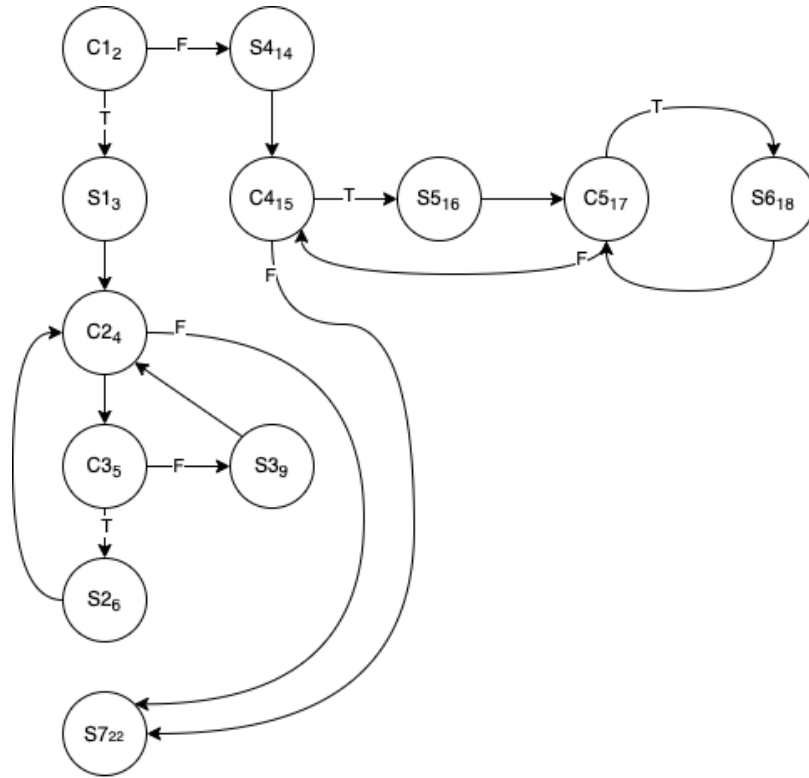 C1₂
F
S4₁₄
T
T
S1₃
C4₁₅
T
S5₁₆
C5₁₇
S6₁₈
F
F
C2₄
F
C3₅
F
S3₉
T
S2₆
S7₂₂